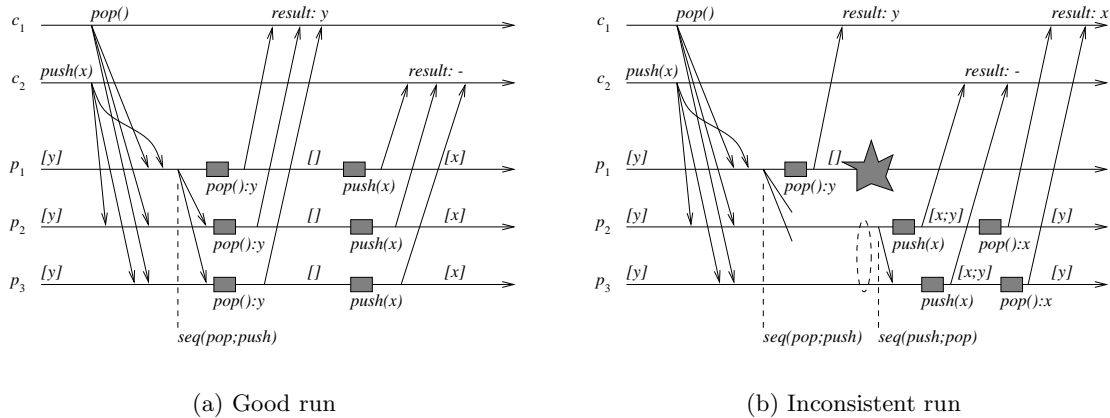 c1 pop() result: y
c2 push(x) result: -
p1 [y] [] [x]
pop():y push(x)
p2 [y] [] [x]
pop():y push(x)
p3 [y] [] [x]
pop():y push(x)
seq(pop;push)
(a) Good run
c1 pop() result: y result: x
c2 push(x) result: -
p1 [y] []
pop():y
p2 [y] [x;y] [y]
push(x) pop():x
p3 [y] [x;y] [y]
push(x) pop():x
seq(pop;push) seq(push;pop)
(b) Inconsistent run